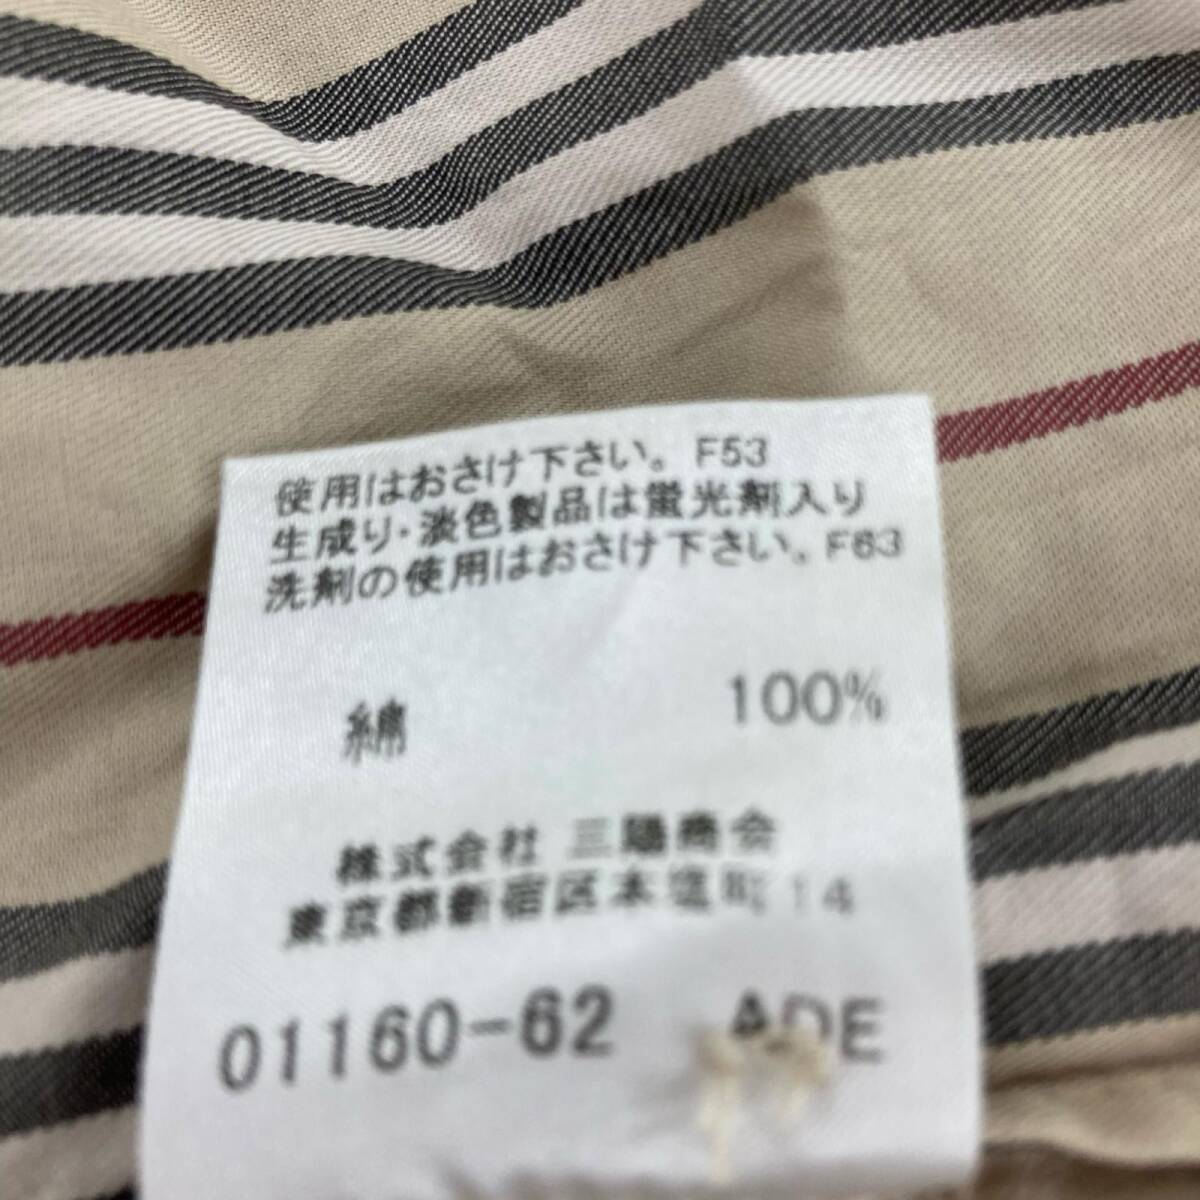 使用はおさけ下さい。F53
生成り・淡色製品は蛍光剤入り
洗剤の使用はおさけ下さい。F63
綿 100%
株式会社 三陽商会
東京都新宿区本塩町14
01160-62 ADE